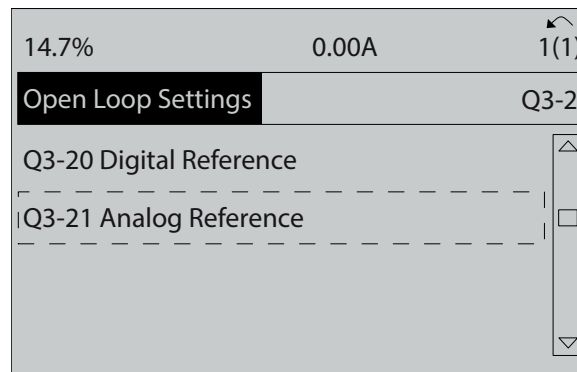 14.7% 0.00A 1(1)
Open Loop Settings Q3-2
Q3-20 Digital Reference
Q3-21 Analog Reference